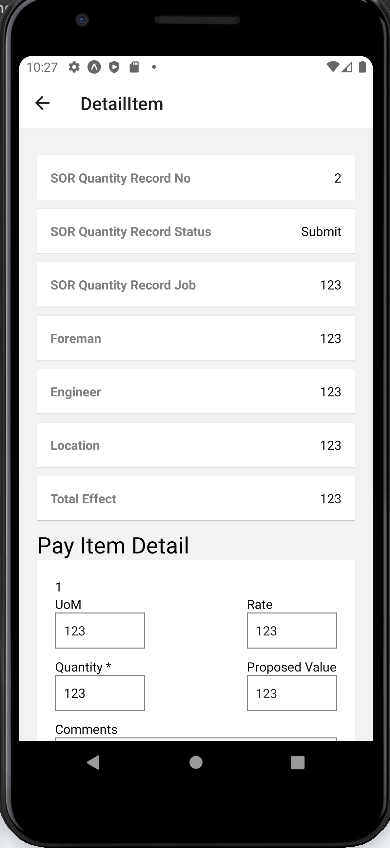 10:27
DetailItem
SOR Quantity Record No 2
SOR Quantity Record Status Submit
SOR Quantity Record Job 123
Foreman 123
Engineer 123
Location 123
Total Effect 123
Pay Item Detail
1
UoM Rate
123 123
Quantity * Proposed Value
123 123
Comments